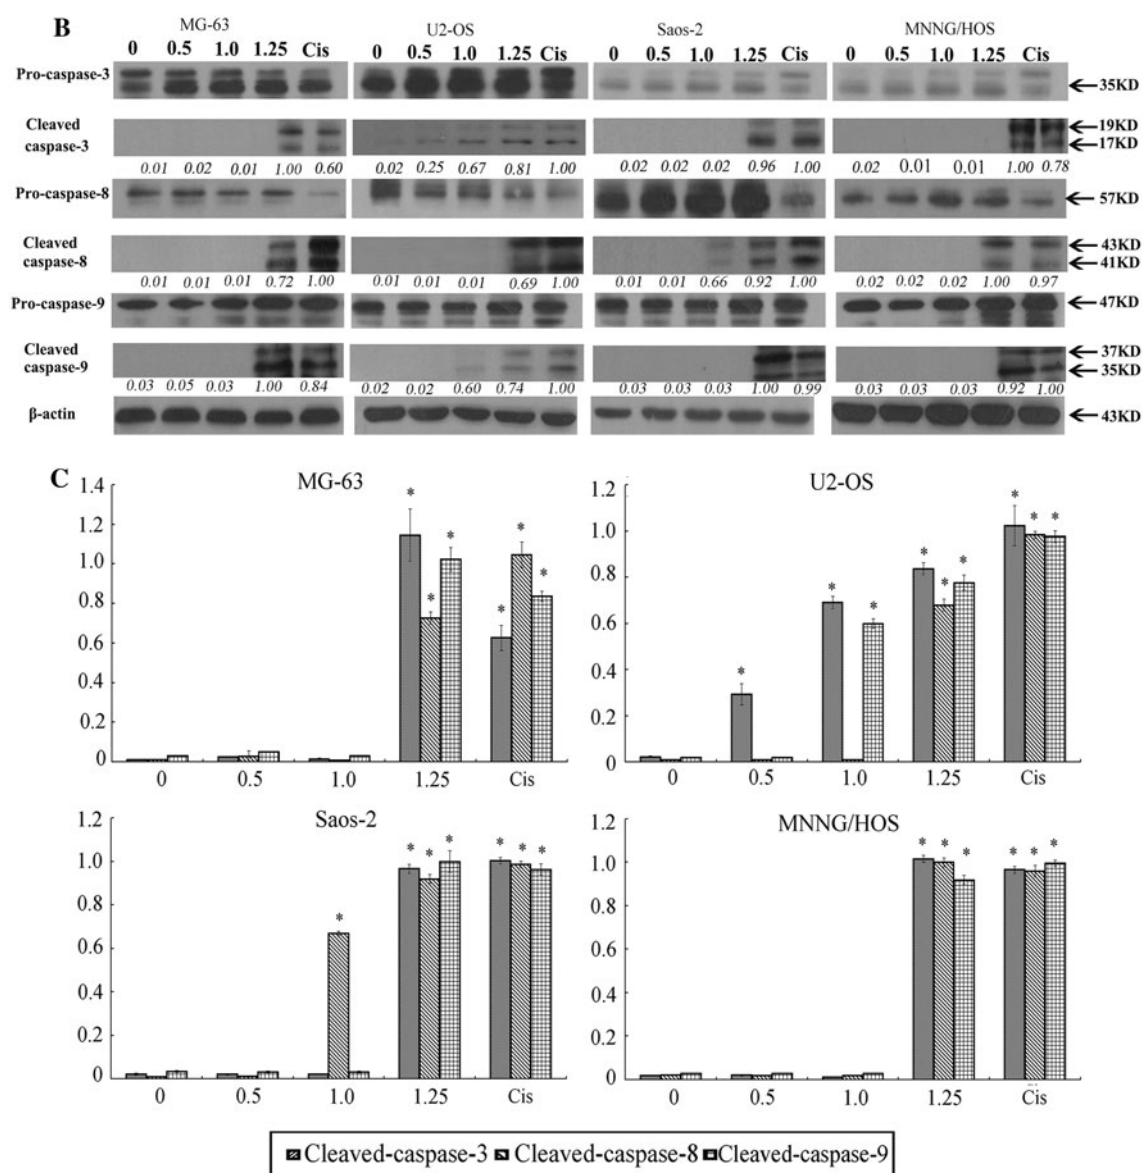 B
MG-63 U2-OS Saos-2 MNNG/HOS
0 0.5 1.0 1.25 Cis 0 0.5 1.0 1.25 Cis 0 0.5 1.0 1.25 Cis 0 0.5 1.0 1.25 Cis
Pro-caspase-3 35KD
Cleaved 19KD
caspase-3 17KD
0.01 0.02 0.01 1.00 0.60 0.02 0.25 0.67 0.81 1.00 0.02 0.02 0.02 0.96 1.00 0.02 0.01 0.01 1.00 0.78
Pro-caspase-8 57KD
Cleaved 43KD
caspase-8 41KD
0.01 0.01 0.01 0.72 1.00 0.01 0.01 0.01 0.69 1.00 0.01 0.01 0.66 0.92 1.00 0.02 0.02 0.02 1.00 0.97
Pro-caspase-9 47KD
Cleaved 37KD
caspase-9 35KD
0.03 0.05 0.03 1.00 0.84 0.02 0.02 0.60 0.74 1.00 0.03 0.03 0.03 1.00 0.99 0.03 0.03 0.03 0.92 1.00
β-actin 43KD
C
MG-63
1.4
1.2
1.0
0.8
0.6
0.4
0.2
0
* * * * * *
0 0.5 1.0 1.25 Cis
U2-OS
1.2
1.0
0.8
0.6
0.4
0.2
0
* * * * * * * * *
0 0.5 1.0 1.25 Cis
Saos-2
1.2
1.0
0.8
0.6
0.4
0.2
0
* * * * * * *
0 0.5 1.0 1.25 Cis
MNNG/HOS
1.2
1.0
0.8
0.6
0.4
0.2
0
* * * * * *
0 0.5 1.0 1.25 Cis
Cleaved-caspase-3 Cleaved-caspase-8 Cleaved-caspase-9